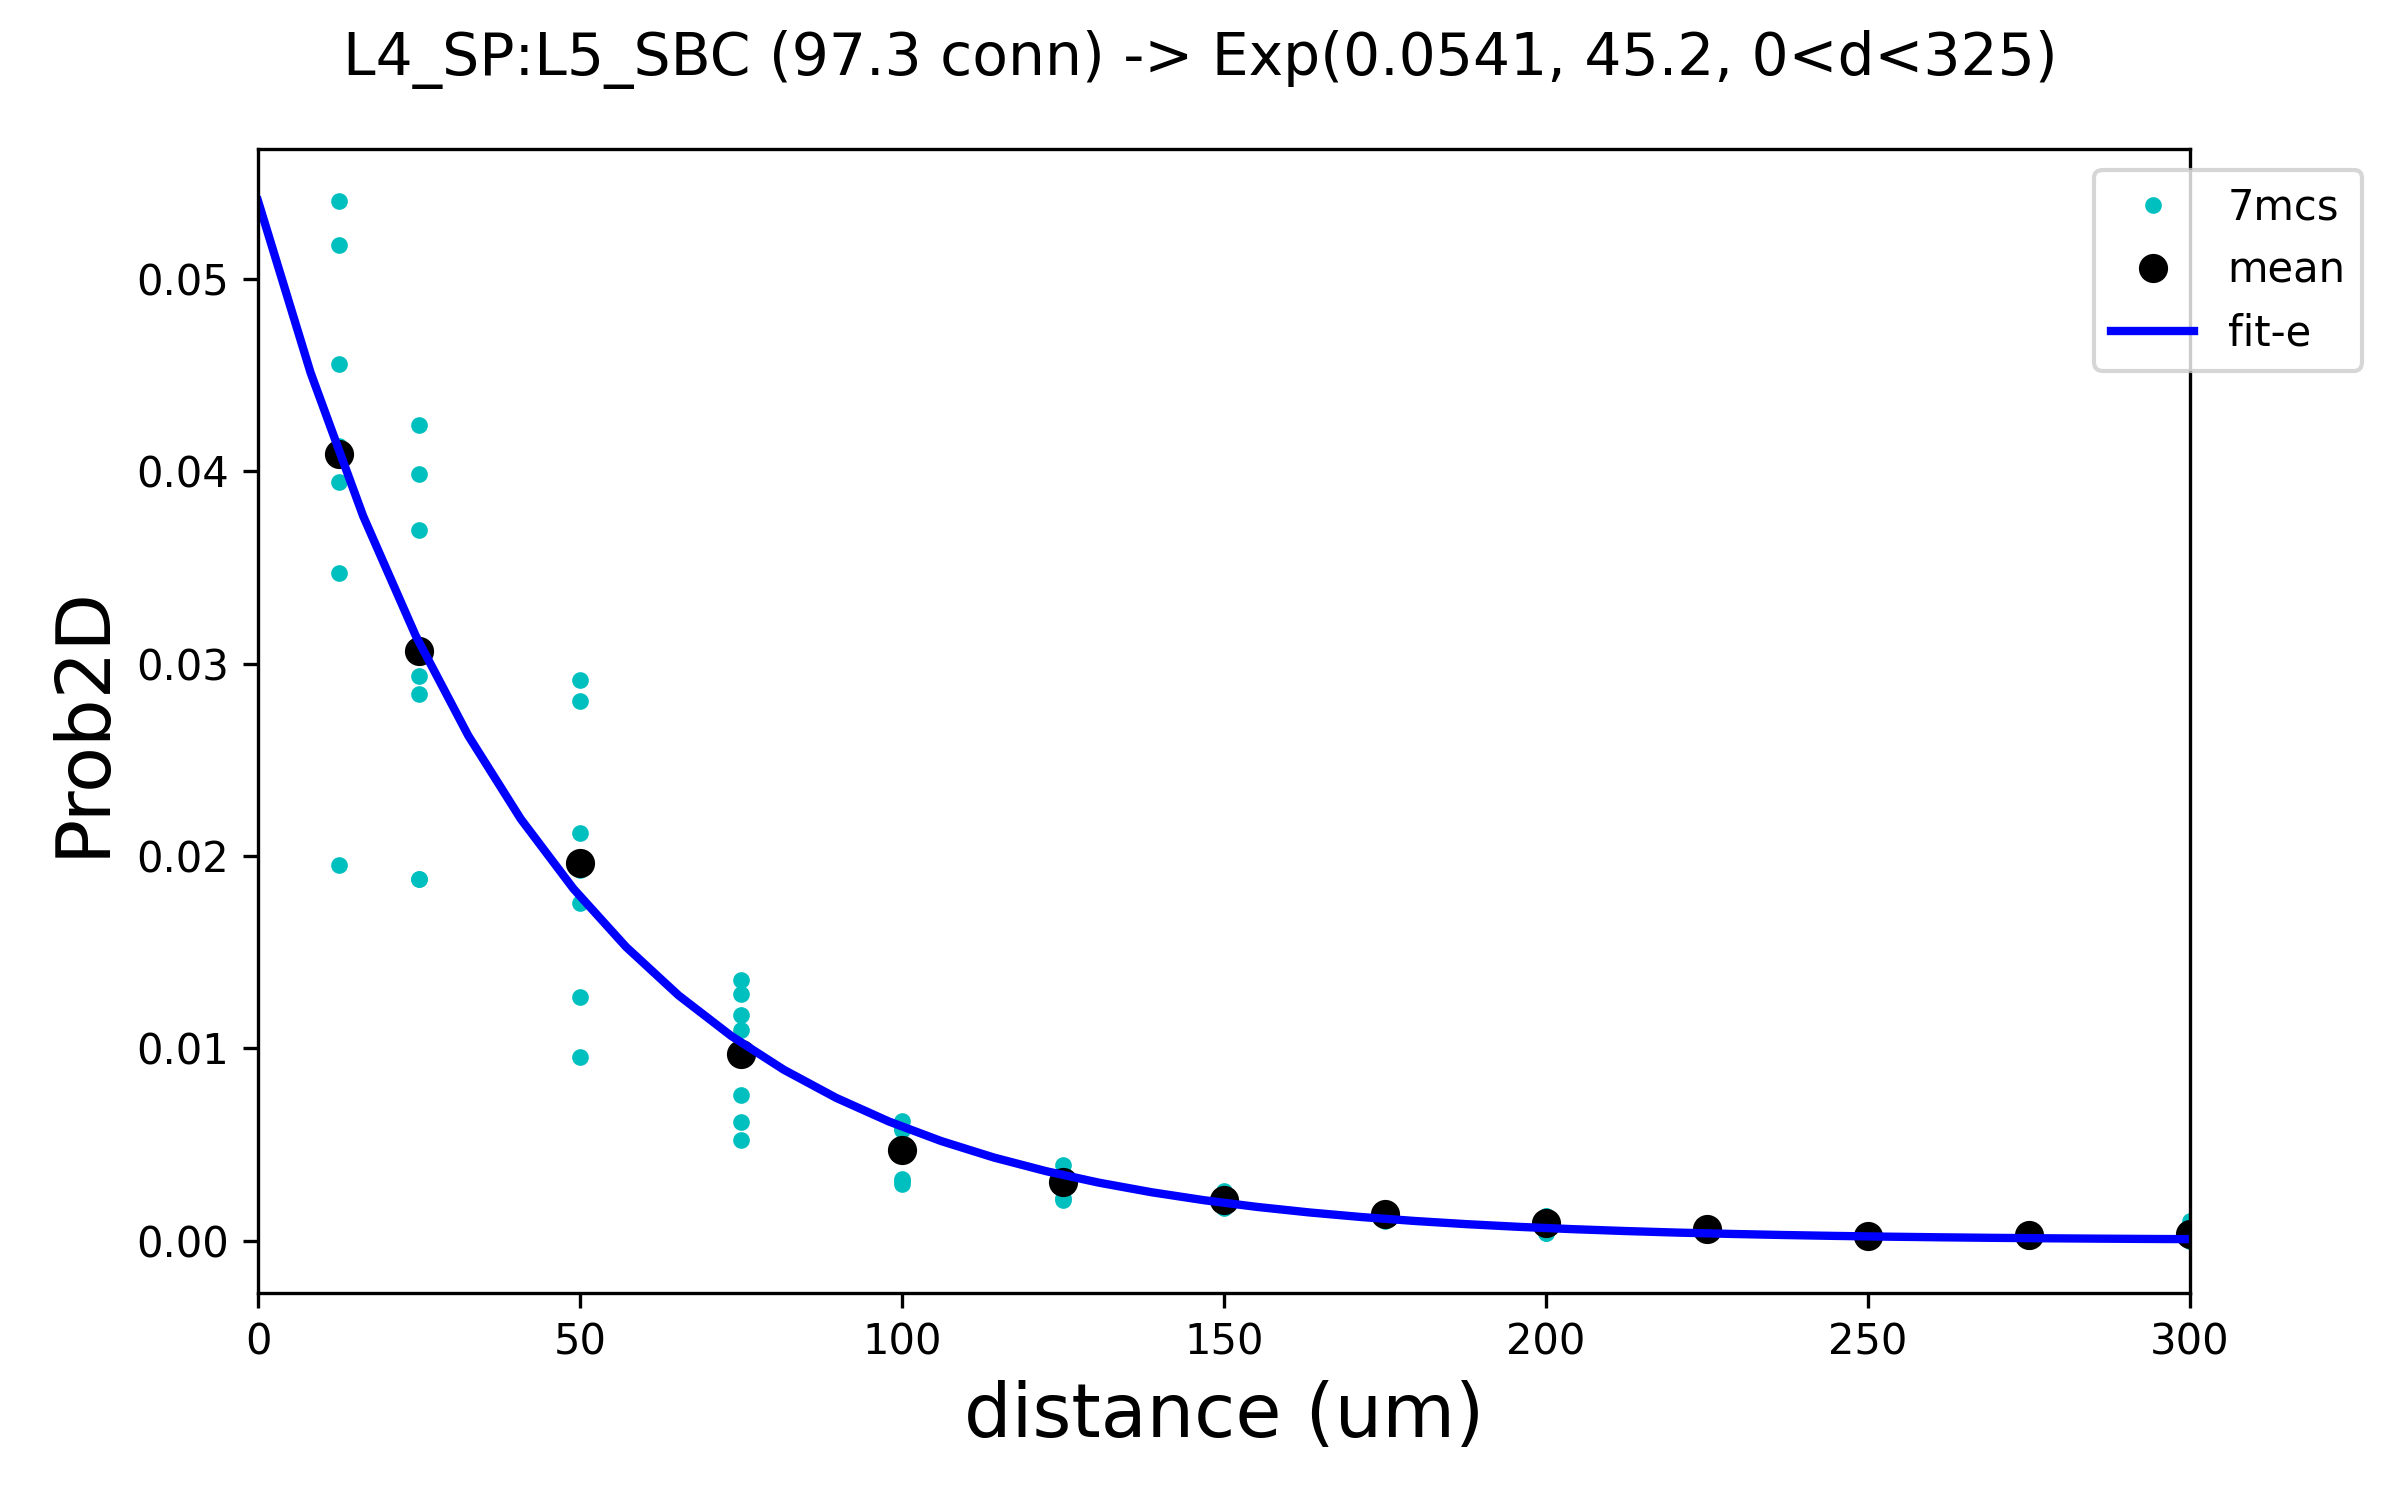 L4_SP:L5_SBC (97.3 conn) -> Exp(0.0541, 45.2, 0<d<325)
7mcs
mean
fit-e
Prob2D
0.05
0.04
0.03
0.02
0.01
0.00
0 50 100 150 200 250 300
distance (um)